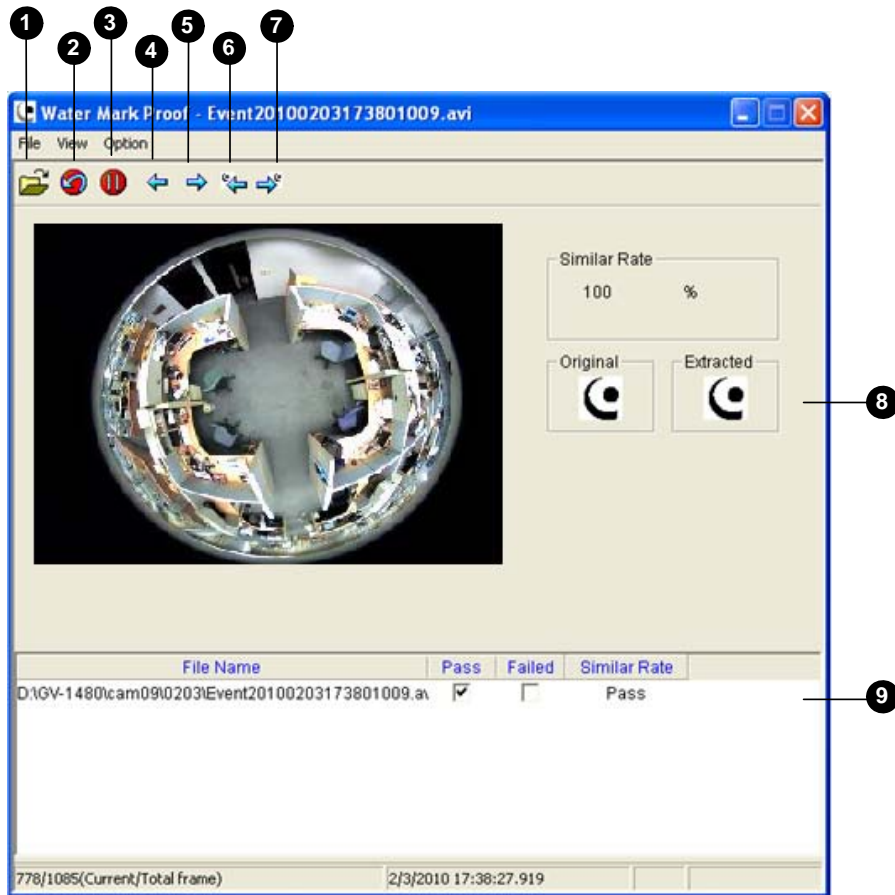 1
2
3
4
5
6
7
Water Mark Proof - Event20100203173801009.avi
File View Option
Similar Rate
100 %
Original Extracted
8
File Name Pass Failed Similar Rate
D:\GV-1480\cam09\0203\Event20100203173801009.a Pass
9
778/1085(Current/Total frame) 2/3/2010 17:38:27.919